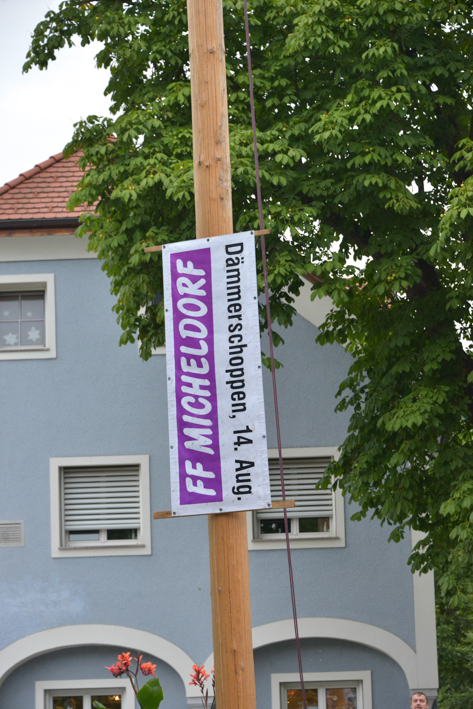 FF MICHELDORF
Dämmerschoppen, 14. Aug.